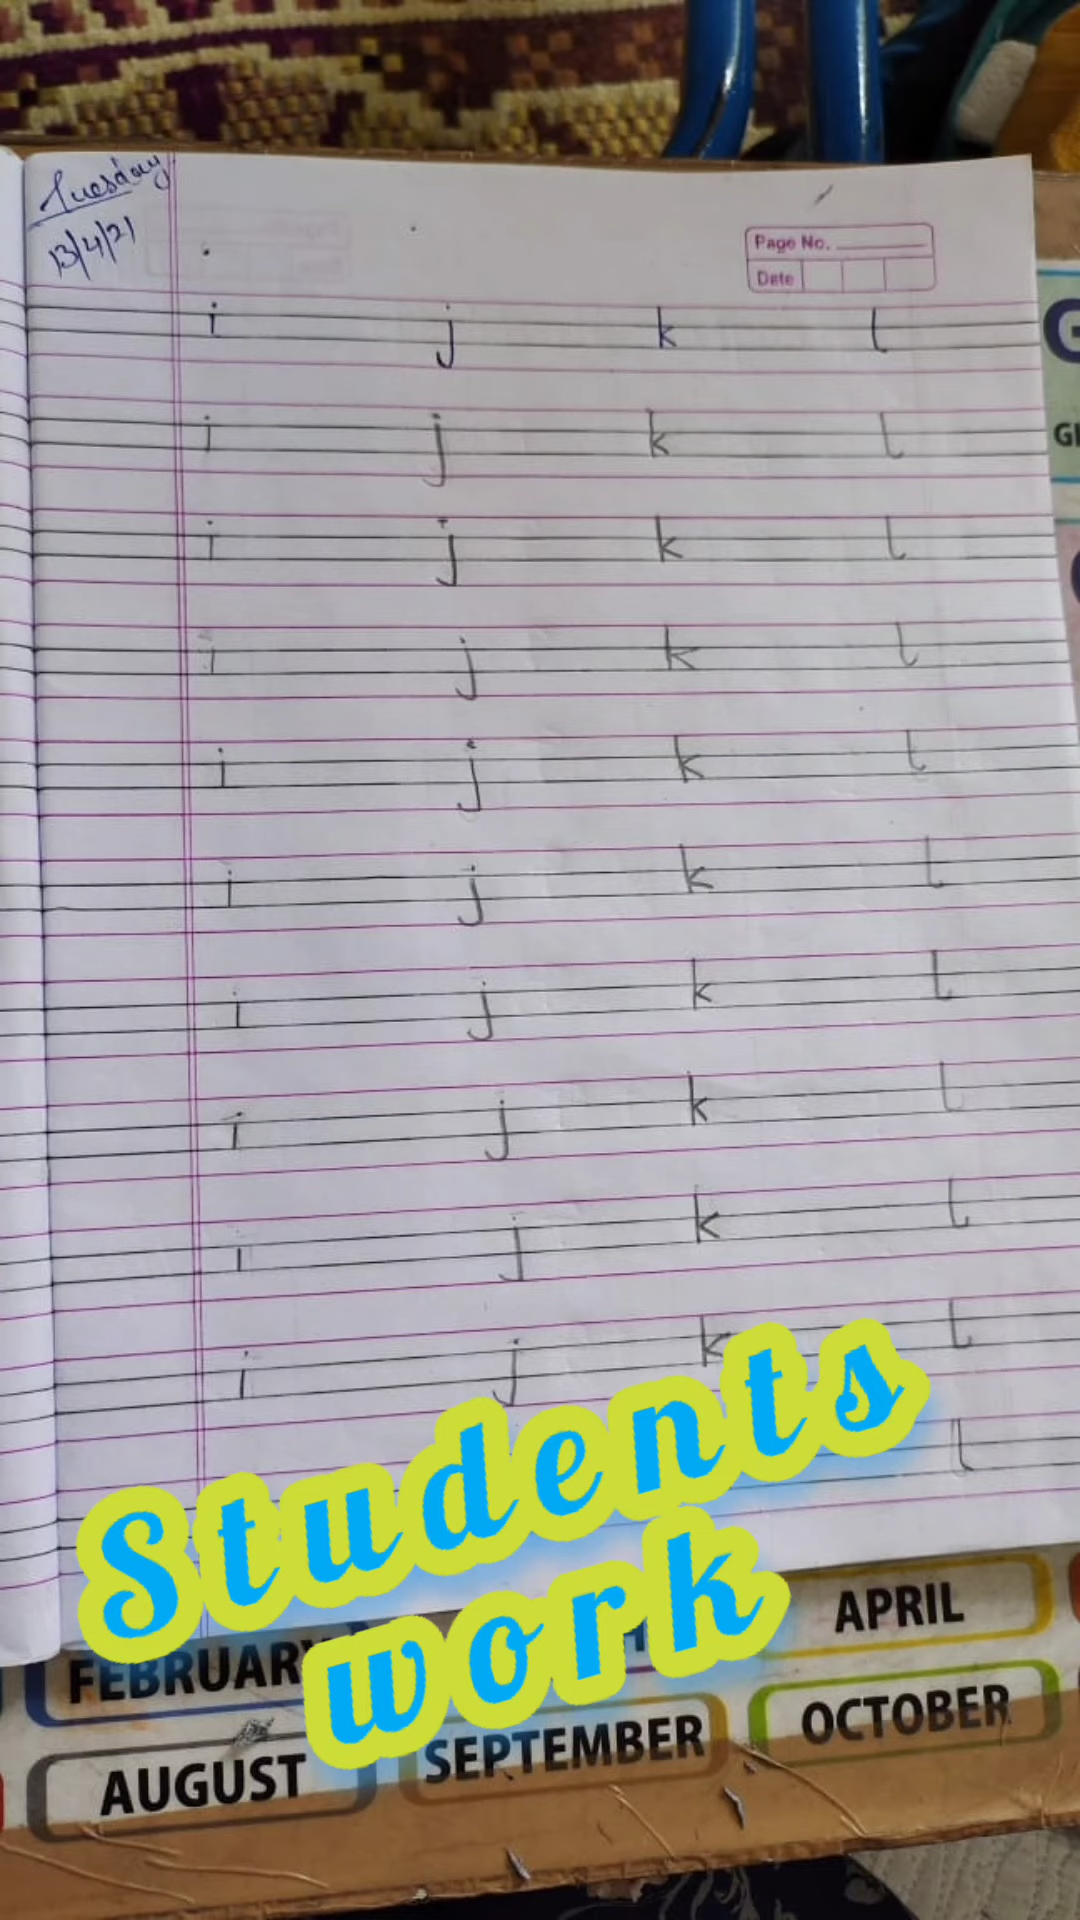 Tuesday
13/4/21
Page No.
Date
i j k l
i j k l
i j k l
i j k l
i j k l
i j k l
i j k l
i j k l
i j k l
i j k l
l
Students
work
FEBRUARY
APRIL
AUGUST
SEPTEMBER
OCTOBER
G